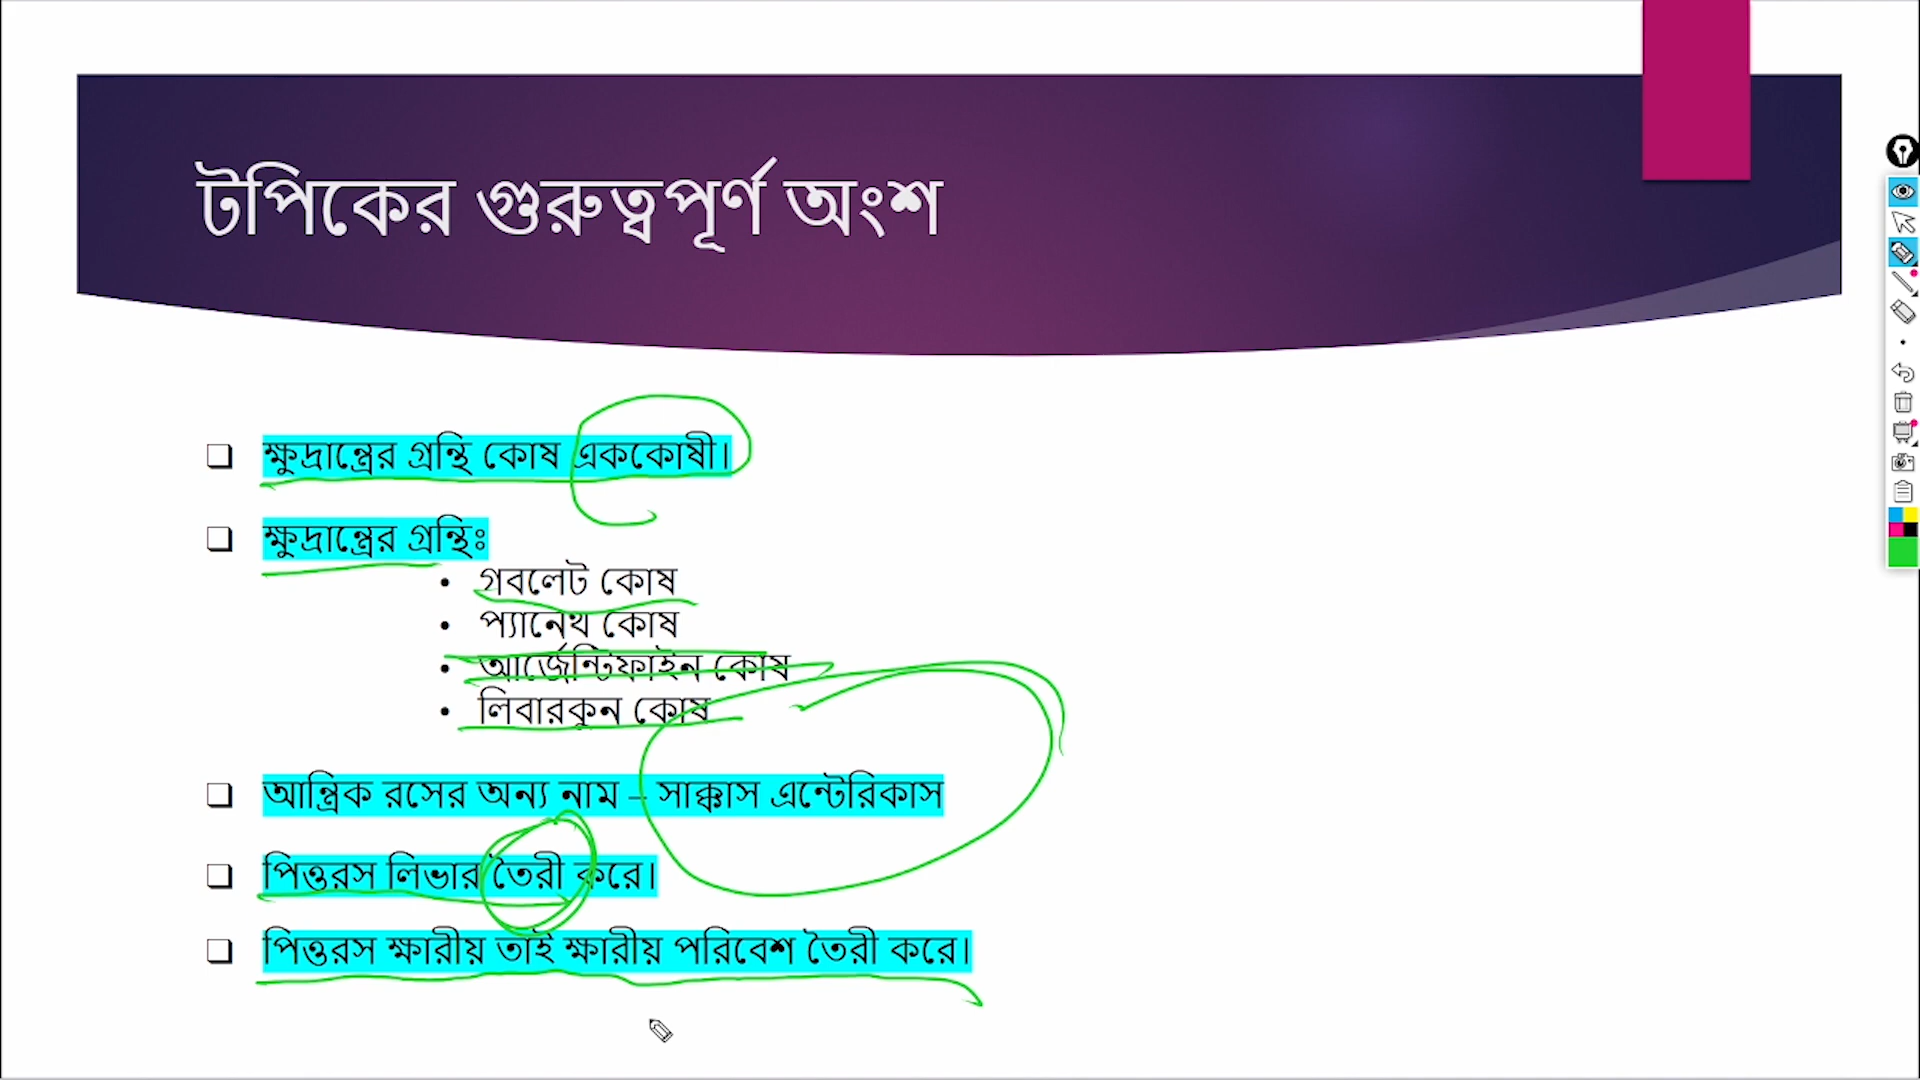 টপিকের গুরুত্বপূর্ণ অংশ
ক্ষুদ্রান্ত্রের গ্রন্থি কোষ এককোষী।
ক্ষুদ্রান্ত্রের গ্রন্থিঃ
গবলেট কোষ
প্যানেথ কোষ
আর্জেন্টিফাইন কোষ
লিবারকুন কোষ
আন্ত্রিক রসের অন্য নাম – সাক্কাস এন্টেরিকাস
পিত্তরস লিভার তৈরী করে।
পিত্তরস ক্ষারীয় তাই ক্ষারীয় পরিবেশ তৈরী করে।